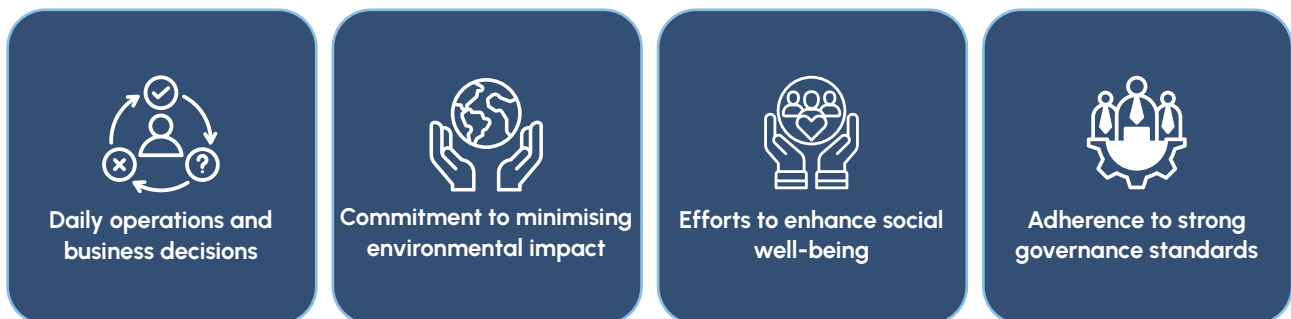 Daily operations and
business decisions
Commitment to minimising
environmental impact
Efforts to enhance social
well-being
Adherence to strong
governance standards